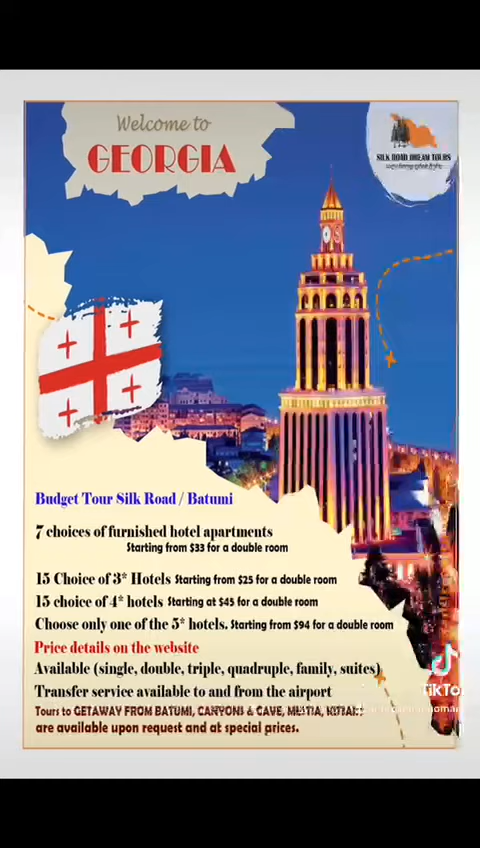 Welcome to
GEORGIA
SILK ROAD DREAM TOURS
Budget Tour Silk Road / Batumi
7 choices of furnished hotel apartments
Starting from $33 for a double room
15 Choice of 3* Hotels Starting from $25 for a double room
15 choice of 4* hotels Starting at $45 for a double room
Choose only one of the 5* hotels. Starting from $94 for a double room
Price details on the website
Available (single, double, triple, quadruple, family, suites)
Transfer service available to and from the airport
Tours to GETAWAY FROM BATUMI, CANYONS & CAVE, MESTIA,
are available upon request and at special prices.
TikTo